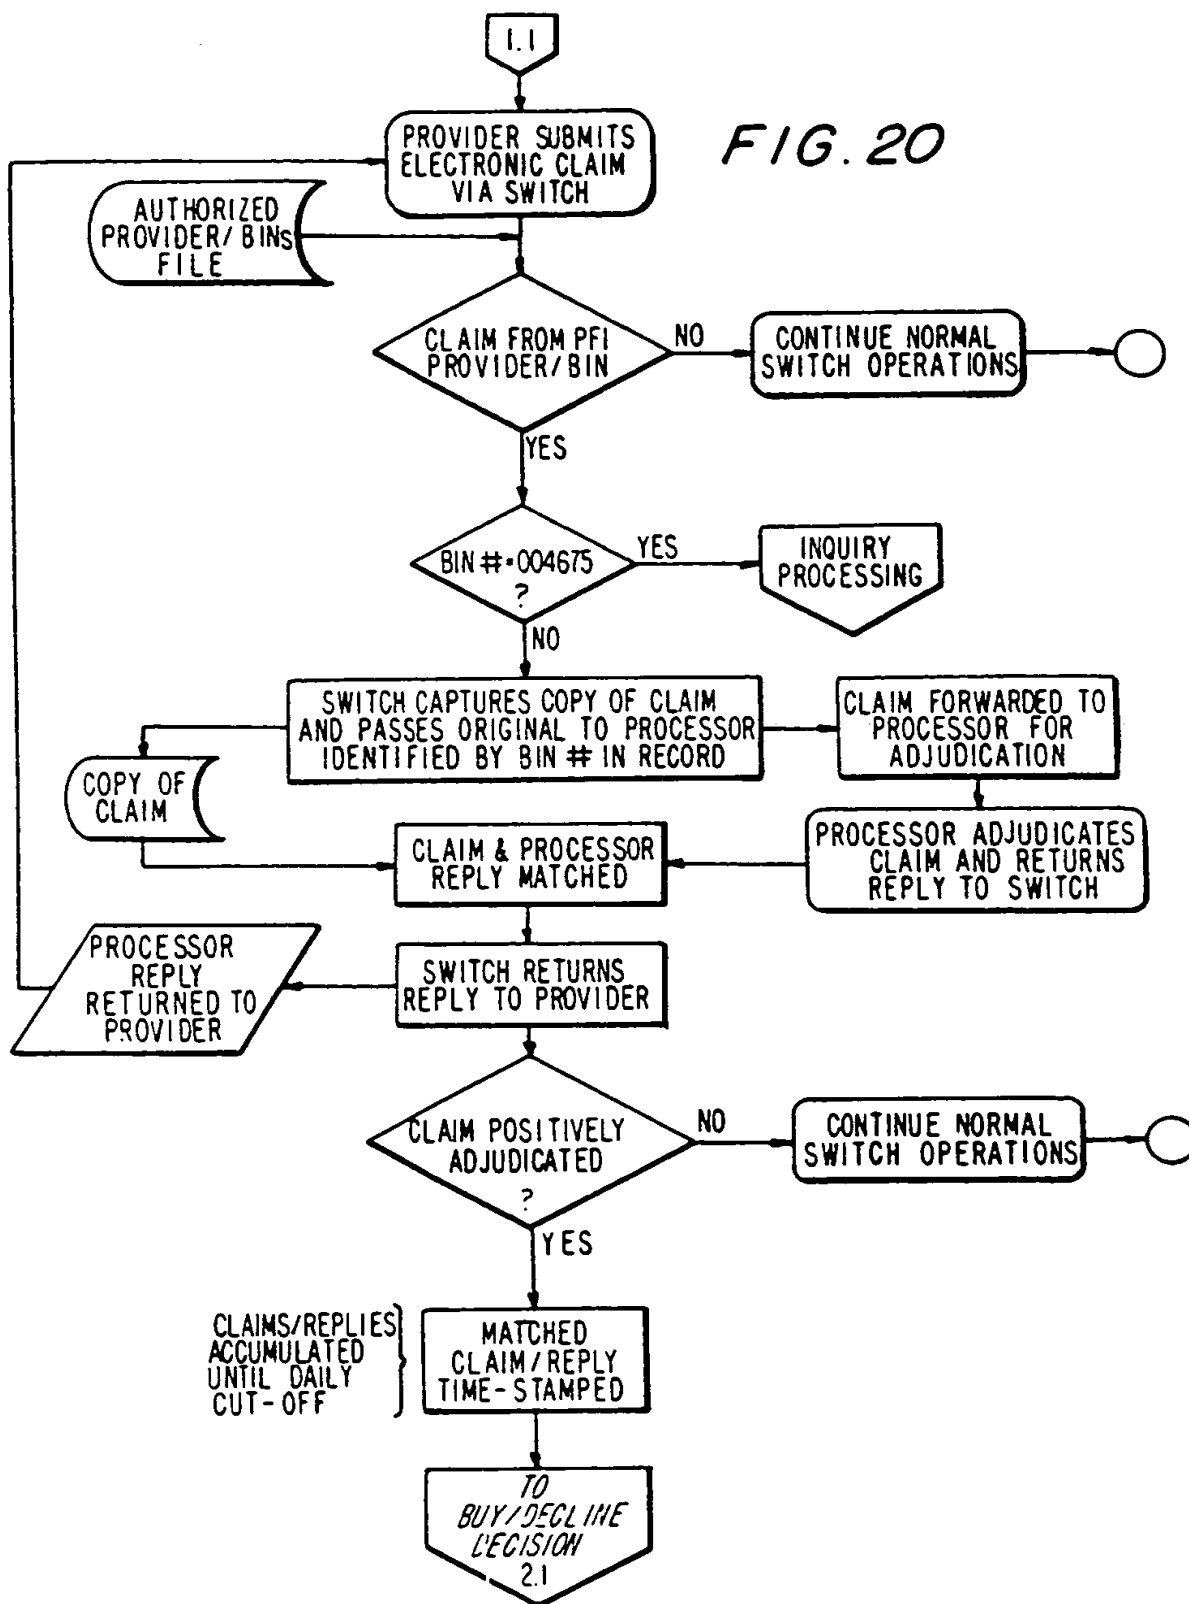 1.1
FIG. 20
PROVIDER SUBMITS
ELECTRONIC CLAIM
VIA SWITCH
AUTHORIZED
PROVIDER/BINs
FILE
CLAIM FROM PFI
PROVIDER/BIN
NO
CONTINUE NORMAL
SWITCH OPERATIONS
YES
BIN #=004675
?
YES
INQUIRY
PROCESSING
NO
SWITCH CAPTURES COPY OF CLAIM
AND PASSES ORIGINAL TO PROCESSOR
IDENTIFIED BY BIN # IN RECORD
CLAIM FORWARDED TO
PROCESSOR FOR
ADJUDICATION
COPY OF
CLAIM
CLAIM & PROCESSOR
REPLY MATCHED
PROCESSOR ADJUDICATES
CLAIM AND RETURNS
REPLY TO SWITCH
PROCESSOR
REPLY
RETURNED TO
PROVIDER
SWITCH RETURNS
REPLY TO PROVIDER
CLAIM POSITIVELY
ADJUDICATED
?
NO
CONTINUE NORMAL
SWITCH OPERATIONS
YES
CLAIMS/REPLIES
ACCUMULATED
UNTIL DAILY
CUT-OFF
MATCHED
CLAIM/REPLY
TIME-STAMPED
TO
BUY/DECLINE
DECISION
2.1